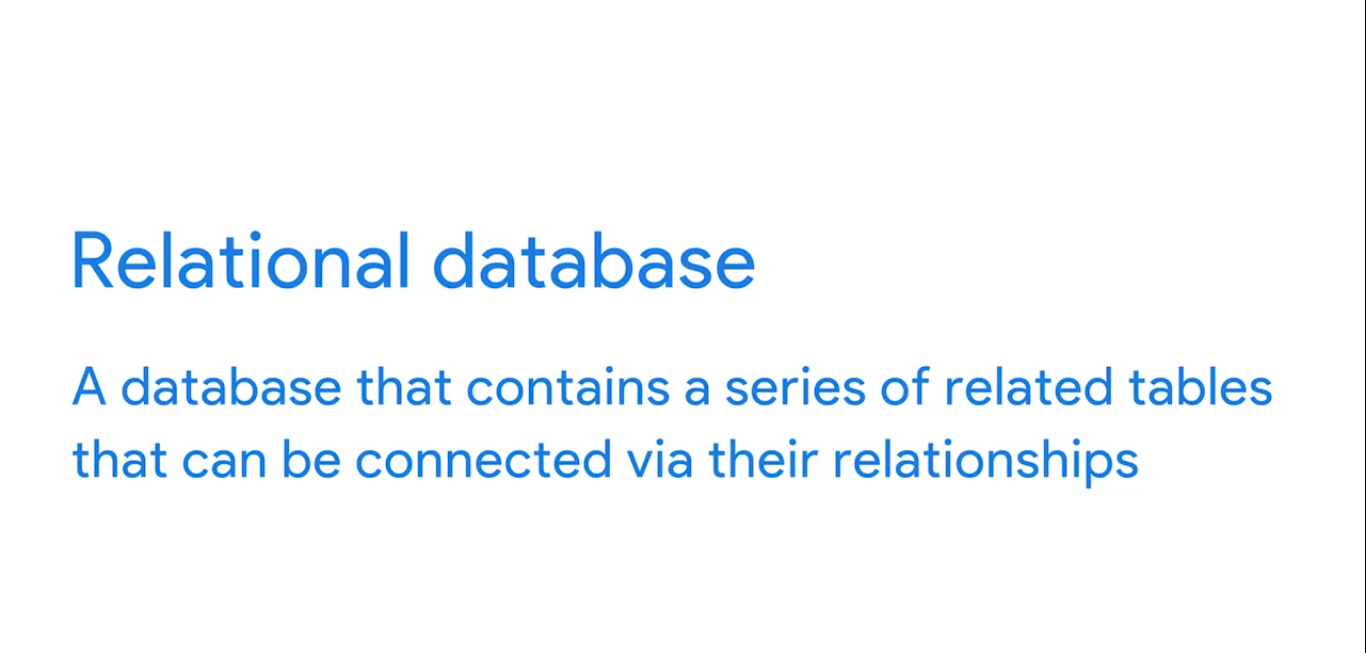 Relational database
A database that contains a series of related tables
that can be connected via their relationships